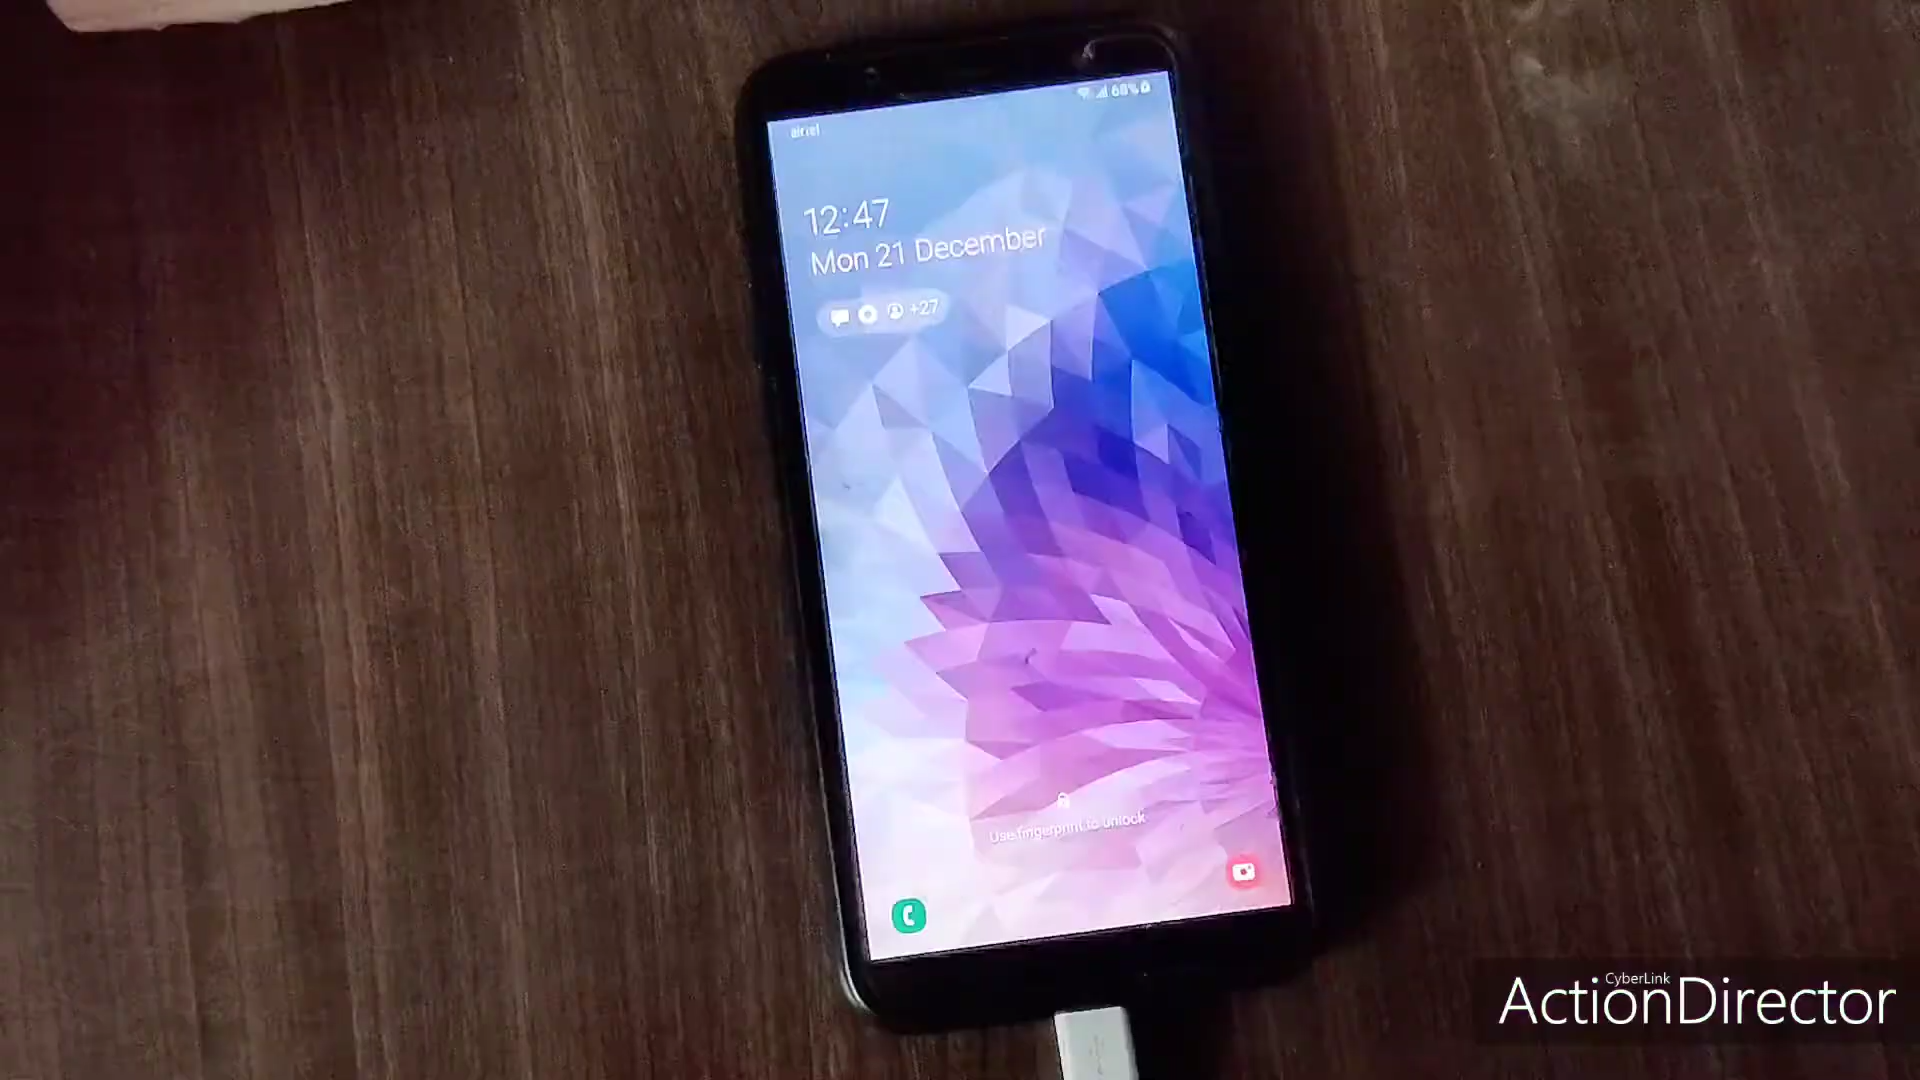 airtel
68%
12:47
Mon 21 December
+27
Use fingerprint to unlock
CyberLink
ActionDirector